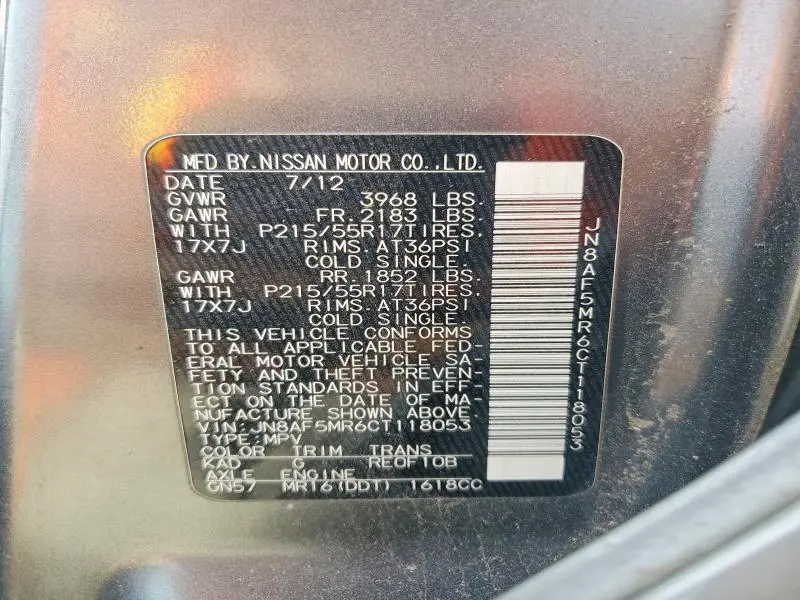 MFD BY.NISSAN MOTOR CO.,LTD.
DATE 7/12
GVWR 3968 LBS.
GAWR FR. 2183 LBS.
WITH P215/55R17TIRES.
17X7J RIMS.AT36PSI
COLD SINGLE.
GAWR RR. 1852 LBS.
WITH P215/55R17TIRES.
17X7J RIMS.AT36PSI
COLD SINGLE.
THIS VEHICLE CONFORMS
TO ALL APPLICABLE FED-
ERAL MOTOR VEHICLE SA-
FETY AND THEFT PREVEN-
TION STANDARDS IN EFF-
ECT ON THE DATE OF MA-
NUFACTURE SHOWN ABOVE.
VIN: JN8AF5MR6CT118053
TYPE:MPV
COLOR TRIM TRANS
KAD G RE0F10B
AXLE ENGINE
GN57 MR16(DDT) 1618CC
JN8AF5MR6CT118053